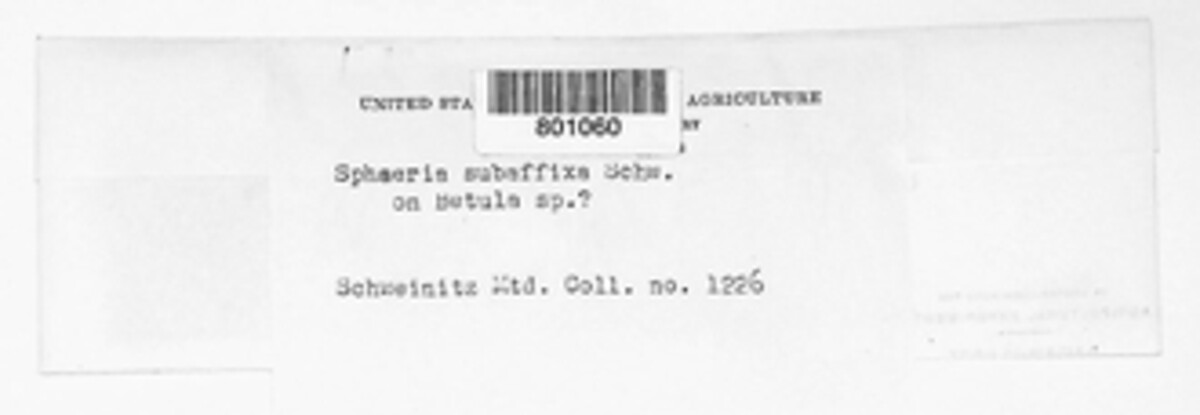 UNITED STA AGRICULTURE
801060
Sphaeria subaffixa Schw.
on Betula sp.?
Schweinitz Mtd. Coll. no. 1226